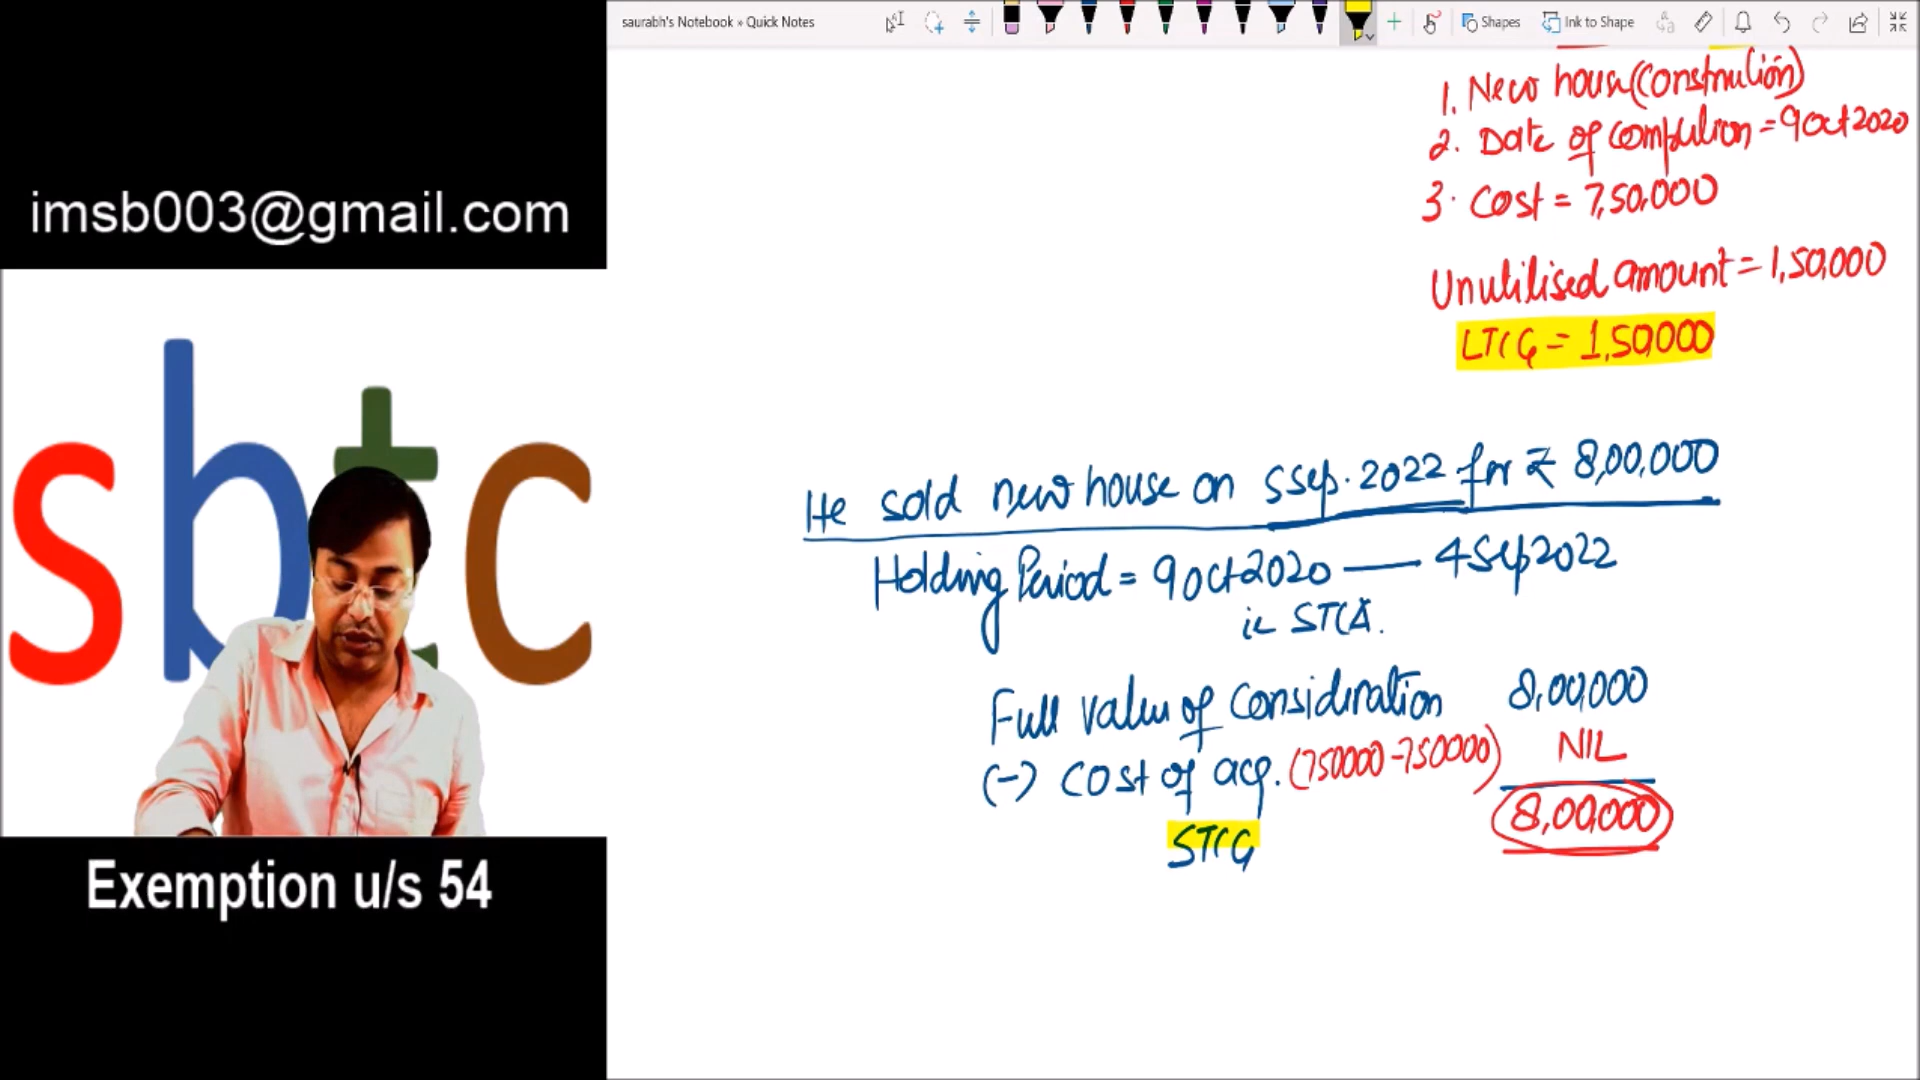 saurabh's Notebook » Quick Notes
Shapes
Ink to Shape
imsb003@gmail.com
sbtc
Exemption u/s 54
1. New house (Construction)
2. Date of completion = 9 Oct 2020
3. Cost = 7,50,000
Unutilised amount = 1,50,000
LTCG = 1,50,000
He sold new house on 5 Sep. 2022 for ₹ 8,00,000
Holding Period = 9 Oct 2020 — 4 Sep 2022
ie STCA.
Full value of consideration 8,00,000
(-) Cost of acq. (750000-750000) NIL
STCG 8,00,000